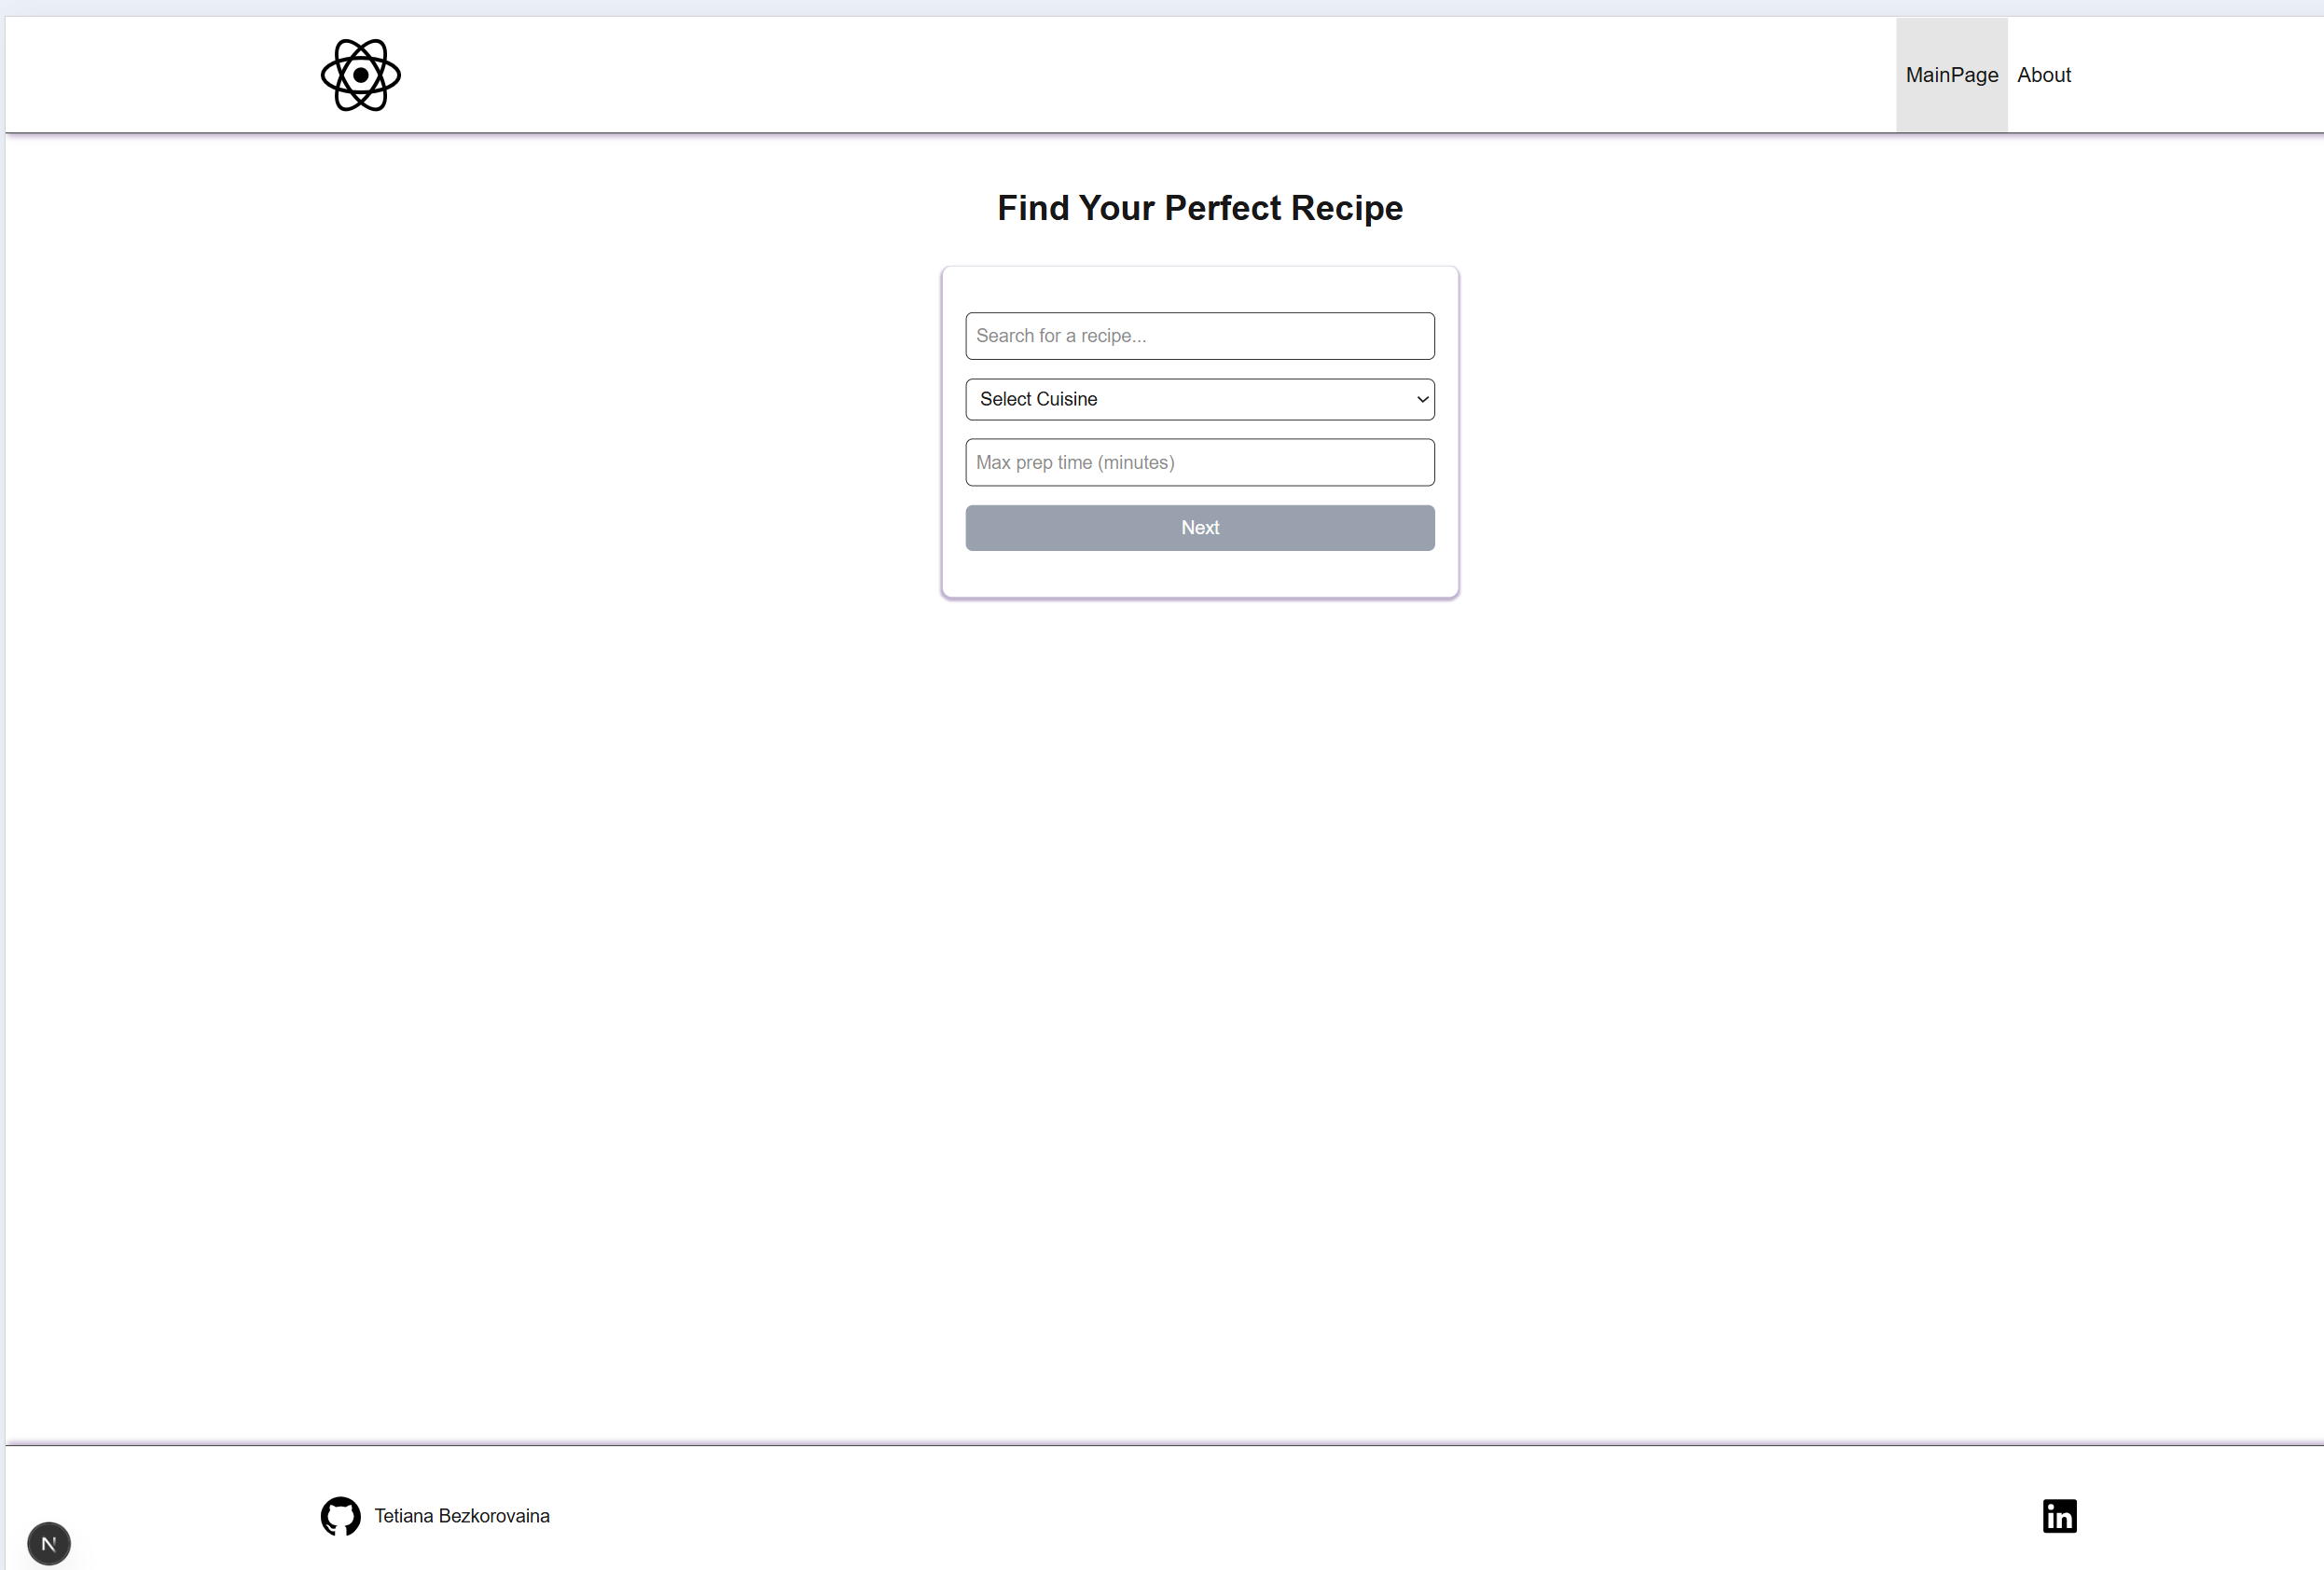 MainPage About
Find Your Perfect Recipe
Search for a recipe...
Select Cuisine
Max prep time (minutes)
Next
Tetiana Bezkorovaina
in
N